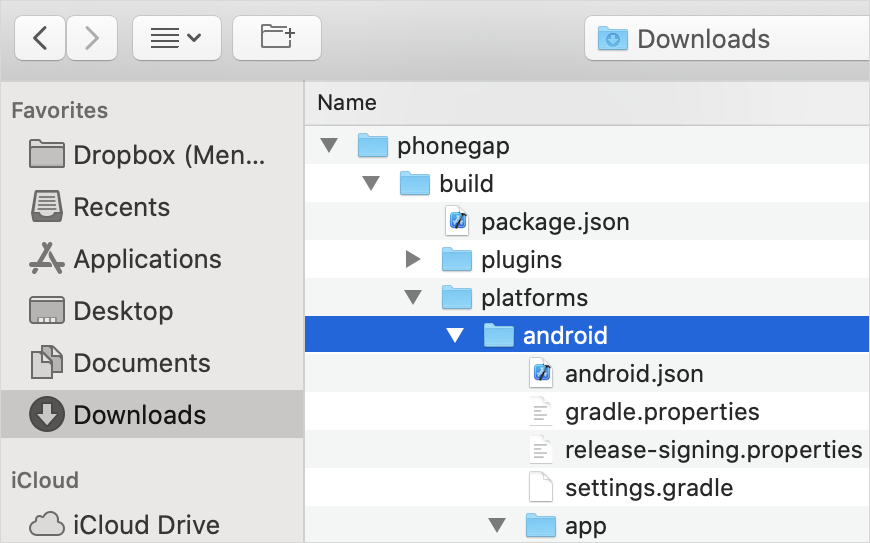 Downloads
Favorites
Dropbox (Men...
Recents
Applications
Desktop
Documents
Downloads
iCloud
iCloud Drive
Name
phonegap
build
package.json
plugins
platforms
android
android.json
gradle.properties
release-signing.properties
settings.gradle
app